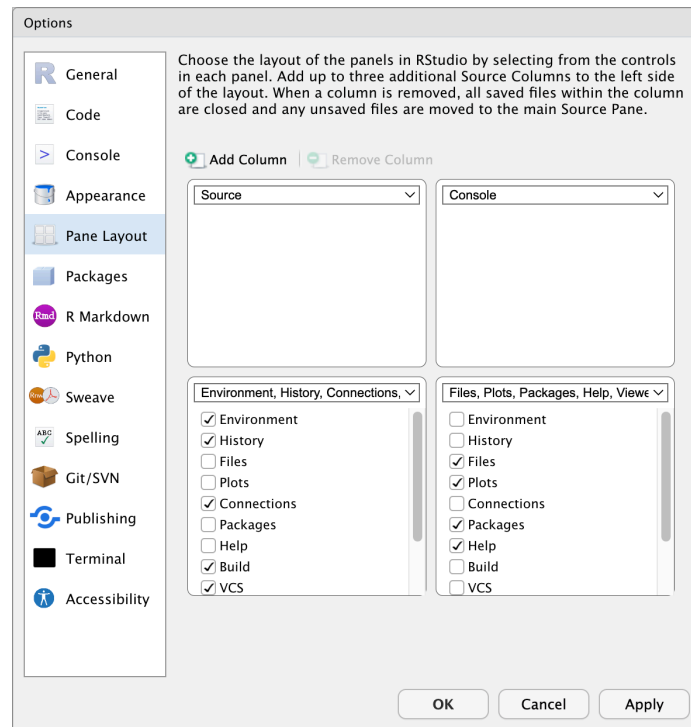 Options
General
Code
Console
Appearance
Pane Layout
Packages
Rmd R Markdown
Python
Sweave
ABC Spelling
Git/SVN
Publishing
Terminal
Accessibility
Choose the layout of the panels in RStudio by selecting from the controls
in each panel. Add up to three additional Source Columns to the left side
of the layout. When a column is removed, all saved files within the column
are closed and any unsaved files are moved to the main Source Pane.
Add Column Remove Column
Source
Console
Environment, History, Connections,
Environment
History
Files
Plots
Connections
Packages
Help
Build
VCS
Files, Plots, Packages, Help, Viewe
Environment
History
Files
Plots
Connections
Packages
Help
Build
VCS
OK Cancel Apply